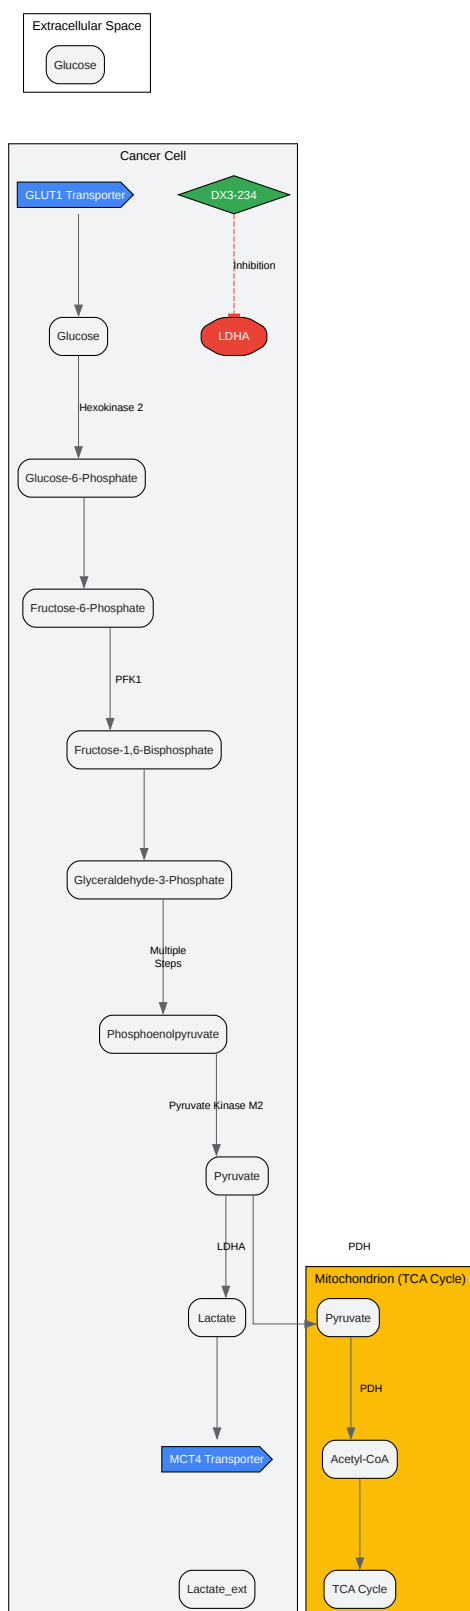 Extracellular Space
Glucose
Cancer Cell
GLUT1 Transporter
DX3-234
Inhibition
Glucose
LDHA
Hexokinase 2
Glucose-6-Phosphate
Fructose-6-Phosphate
PFK1
Fructose-1,6-Bisphosphate
Glyceraldehyde-3-Phosphate
Multiple
Steps
Phosphoenolpyruvate
Pyruvate Kinase M2
Pyruvate
LDHA
PDH
Mitochondrion (TCA Cycle)
Lactate
Pyruvate
PDH
MCT4 Transporter
Acetyl-CoA
Lactate_ext
TCA Cycle